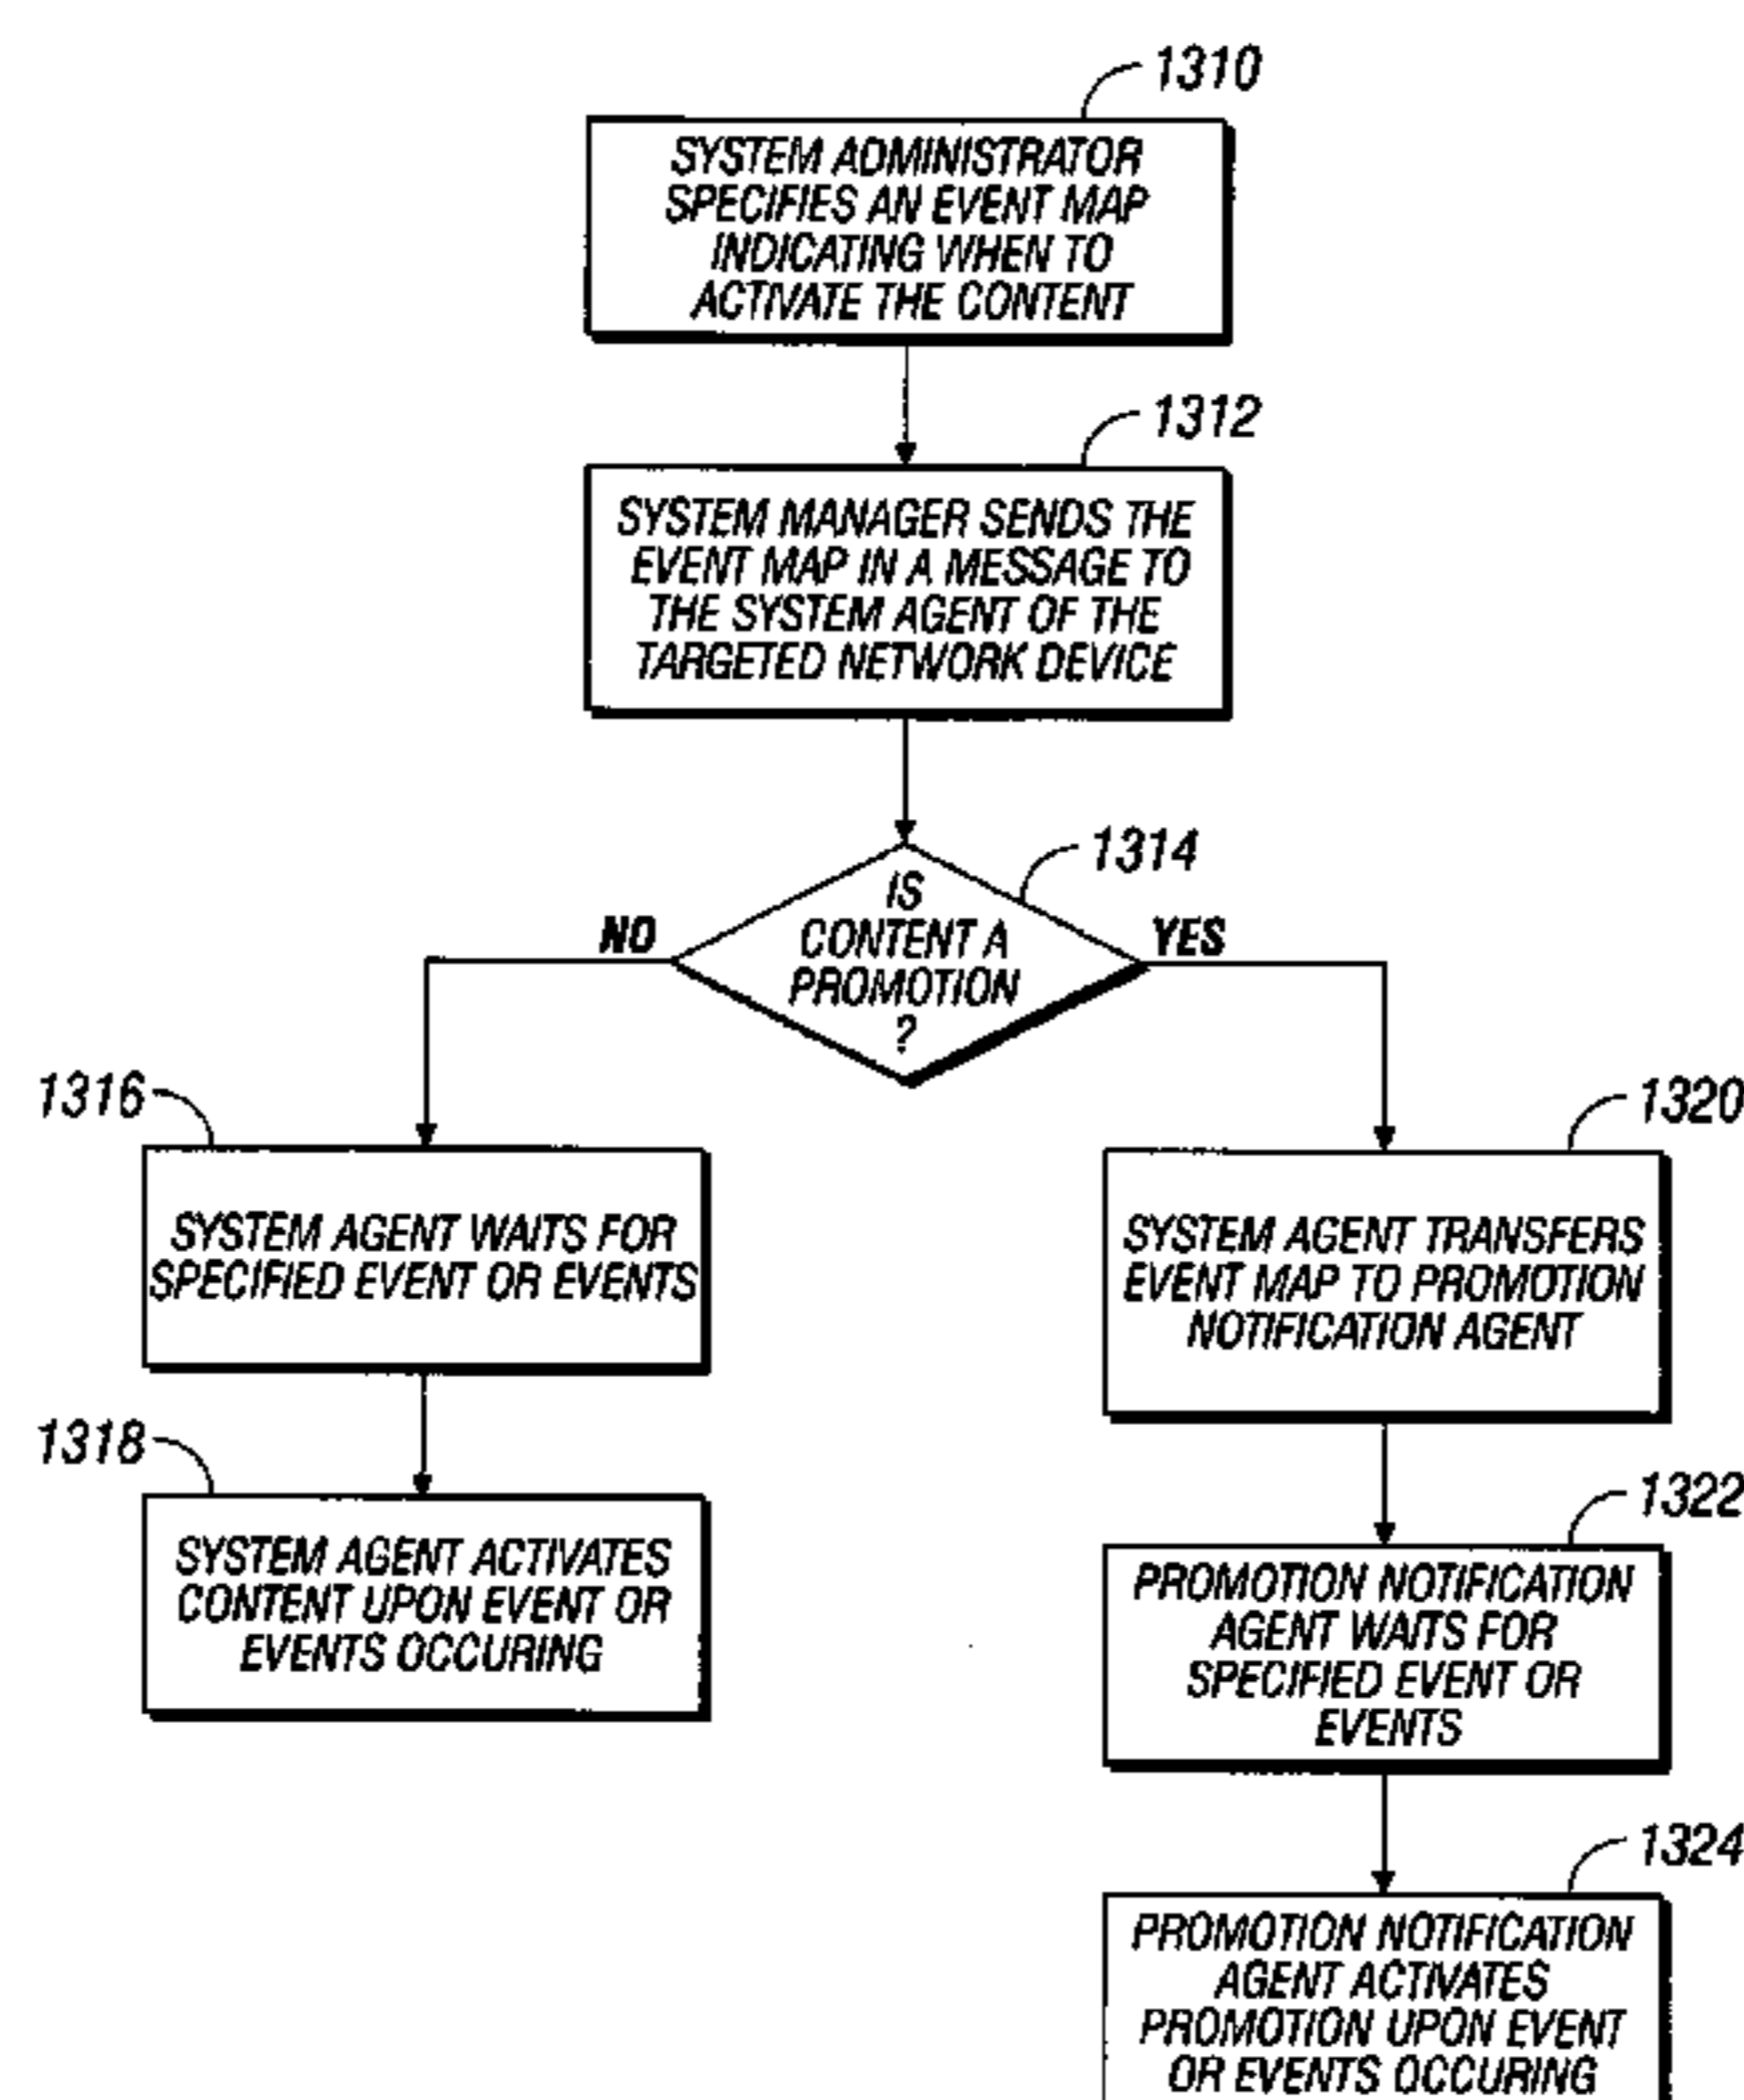 1310
SYSTEM ADMINISTRATOR
SPECIFIES AN EVENT MAP
INDICATING WHEN TO
ACTIVATE THE CONTENT
1312
SYSTEM MANAGER SENDS THE
EVENT MAP IN A MESSAGE TO
THE SYSTEM AGENT OF THE
TARGETED NETWORK DEVICE
1314
IS
CONTENT A
PROMOTION
?
NO
YES
1316
SYSTEM AGENT WAITS FOR
SPECIFIED EVENT OR EVENTS
1318
SYSTEM AGENT ACTIVATES
CONTENT UPON EVENT OR
EVENTS OCCURING
1320
SYSTEM AGENT TRANSFERS
EVENT MAP TO PROMOTION
NOTIFICATION AGENT
1322
PROMOTION NOTIFICATION
AGENT WAITS FOR
SPECIFIED EVENT OR
EVENTS
1324
PROMOTION NOTIFICATION
AGENT ACTIVATES
PROMOTION UPON EVENT
OR EVENTS OCCURING